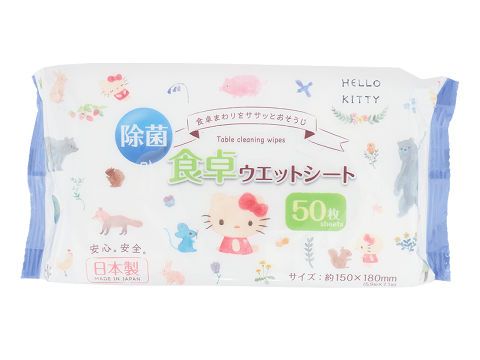 HELLO
KITTY
食卓まわりをササッとおそうじ
Table cleaning wipes
除菌
食卓ウエットシート
50枚
sheets
安心。安全。
日本製
MADE IN JAPAN
サイズ：約150×180mm